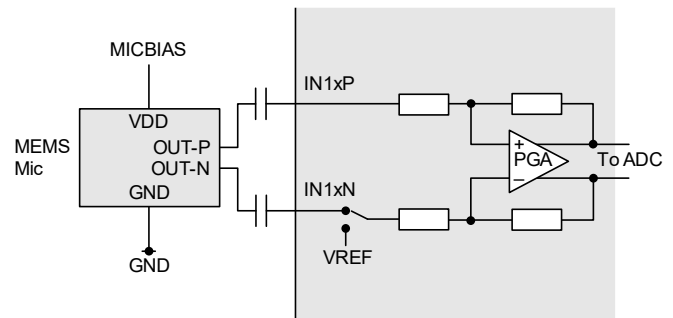 MICBIAS
IN1xP
VDD
MEMS
Mic
OUT-P
OUT-N
GND
+
PGA
−
To ADC
IN1xN
VREF
GND